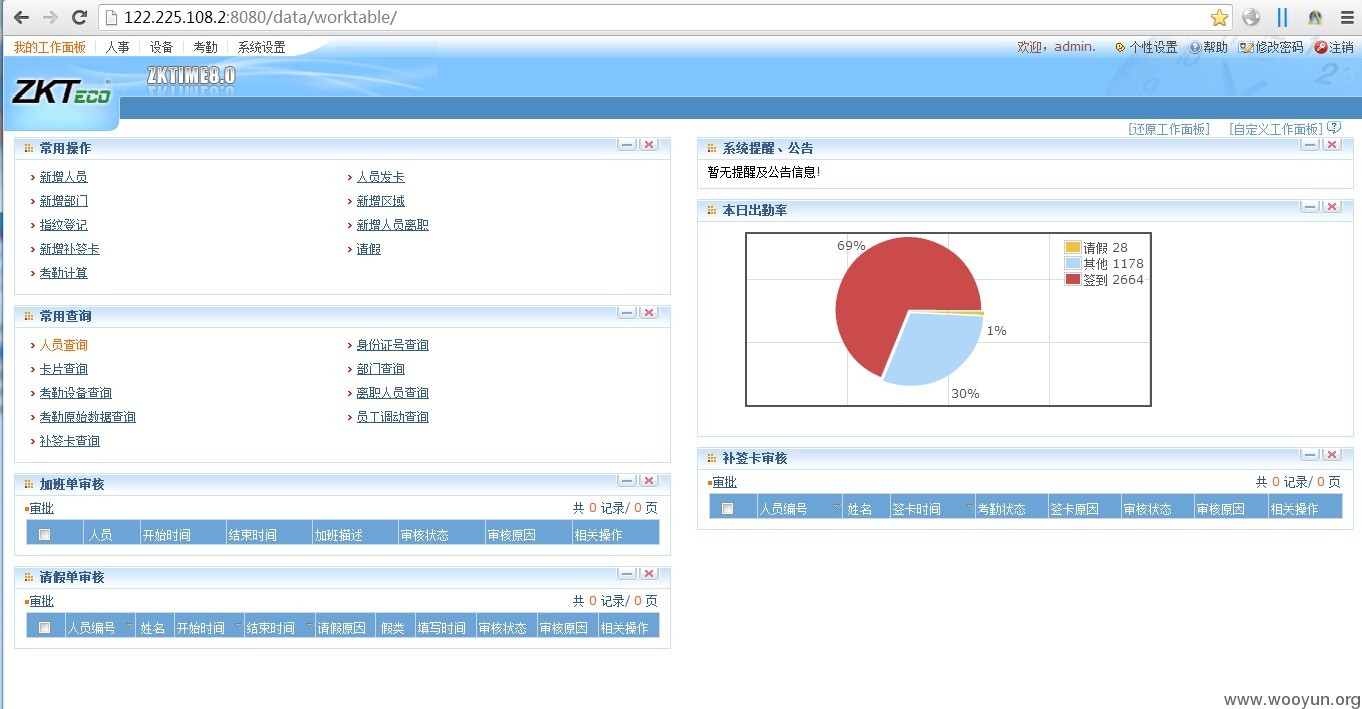 122.225.108.2:8080/data/worktable/
我的工作面板 人事 设备 考勤 系统设置 欢迎，admin. 个性设置 帮助 修改密码 注销
ZKTECO ZKTIME8.0
[还原工作面板] [自定义工作面板]
常用操作
新增人员 人员发卡
新增部门 新增区域
指纹登记 新增人员离职
新增补签卡 请假
考勤计算
常用查询
人员查询 身份证号查询
卡片查询 部门查询
考勤设备查询 离职人员查询
考勤原始数据查询 员工调动查询
补签卡查询
加班单审核
审批 共 0 记录/ 0 页
人员 开始时间 结束时间 加班描述 审核状态 审核原因 相关操作
请假单审核
审批 共 0 记录/ 0 页
人员编号 姓名 开始时间 结束时间 请假原因 假类 填写时间 审核状态 审核原因 相关操作
系统提醒、公告
暂无提醒及公告信息!
本日出勤率
69%
请假 28
其他 1178
签到 2664
1%
30%
补签卡审核
审批 共 0 记录/ 0 页
人员编号 姓名 签卡时间 考勤状态 签卡原因 审核状态 审核原因 相关操作
www.wooyun.org